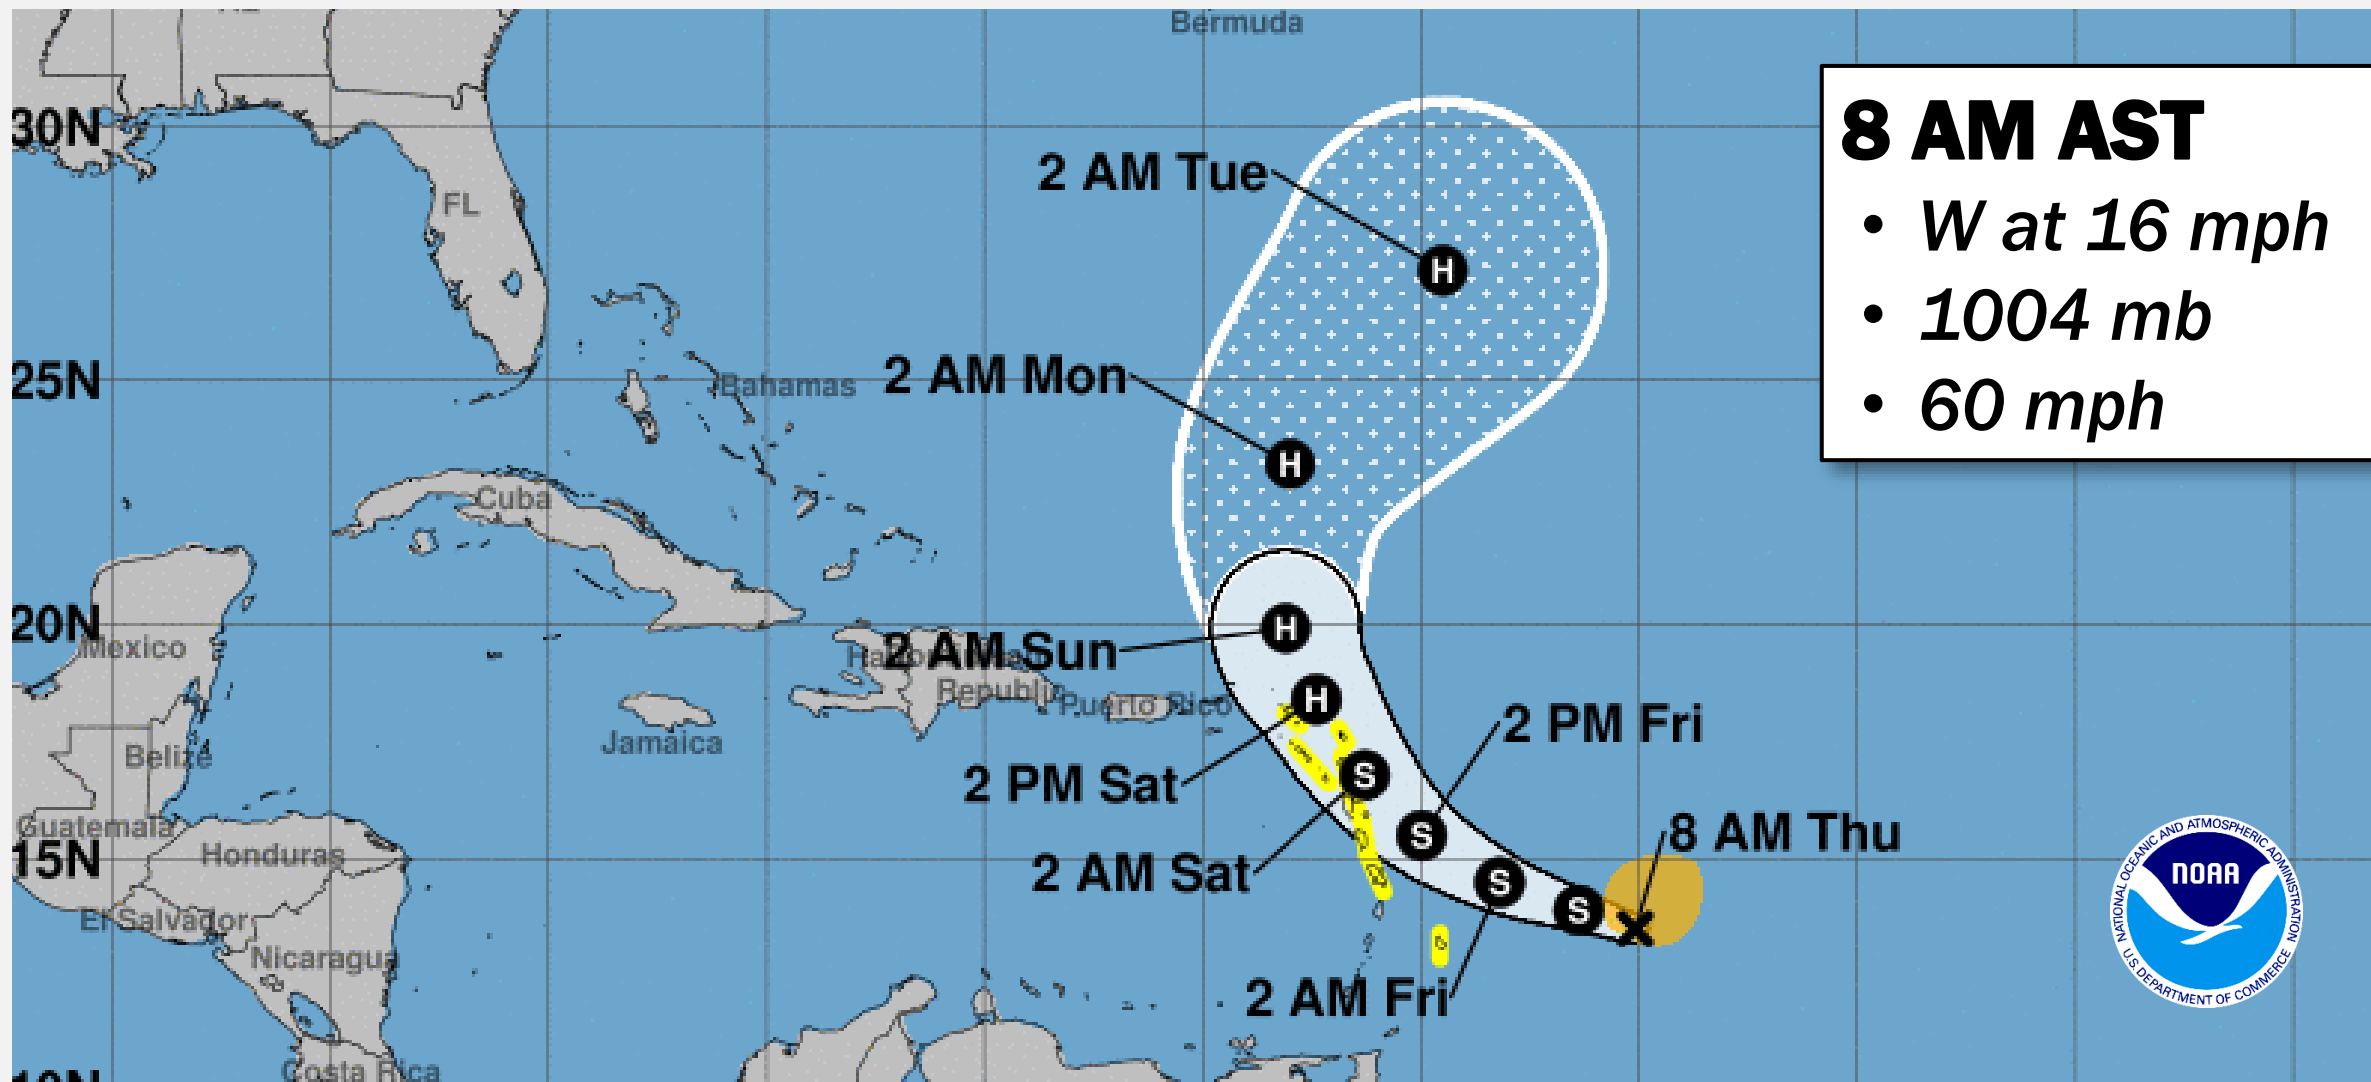 Bermuda
8 AM AST
• W at 16 mph
• 1004 mb
• 60 mph
30N
2 AM Tue
FL
H
25N
Bahamas
2 AM Mon
H
Cuba
20N
Mexico
2 AM Sun
H
Republic
Puerto Rico
H
2 PM Fri
Jamaica
Belize
2 PM Sat
S
Guatemala
Honduras
15N
2 AM Sat
S
8 AM Thu
S
S
El Salvador
Nicaragua
2 AM Fri
Costa Rica
NOAA
NATIONAL OCEANIC AND ATMOSPHERIC ADMINISTRATION
U.S. DEPARTMENT OF COMMERCE